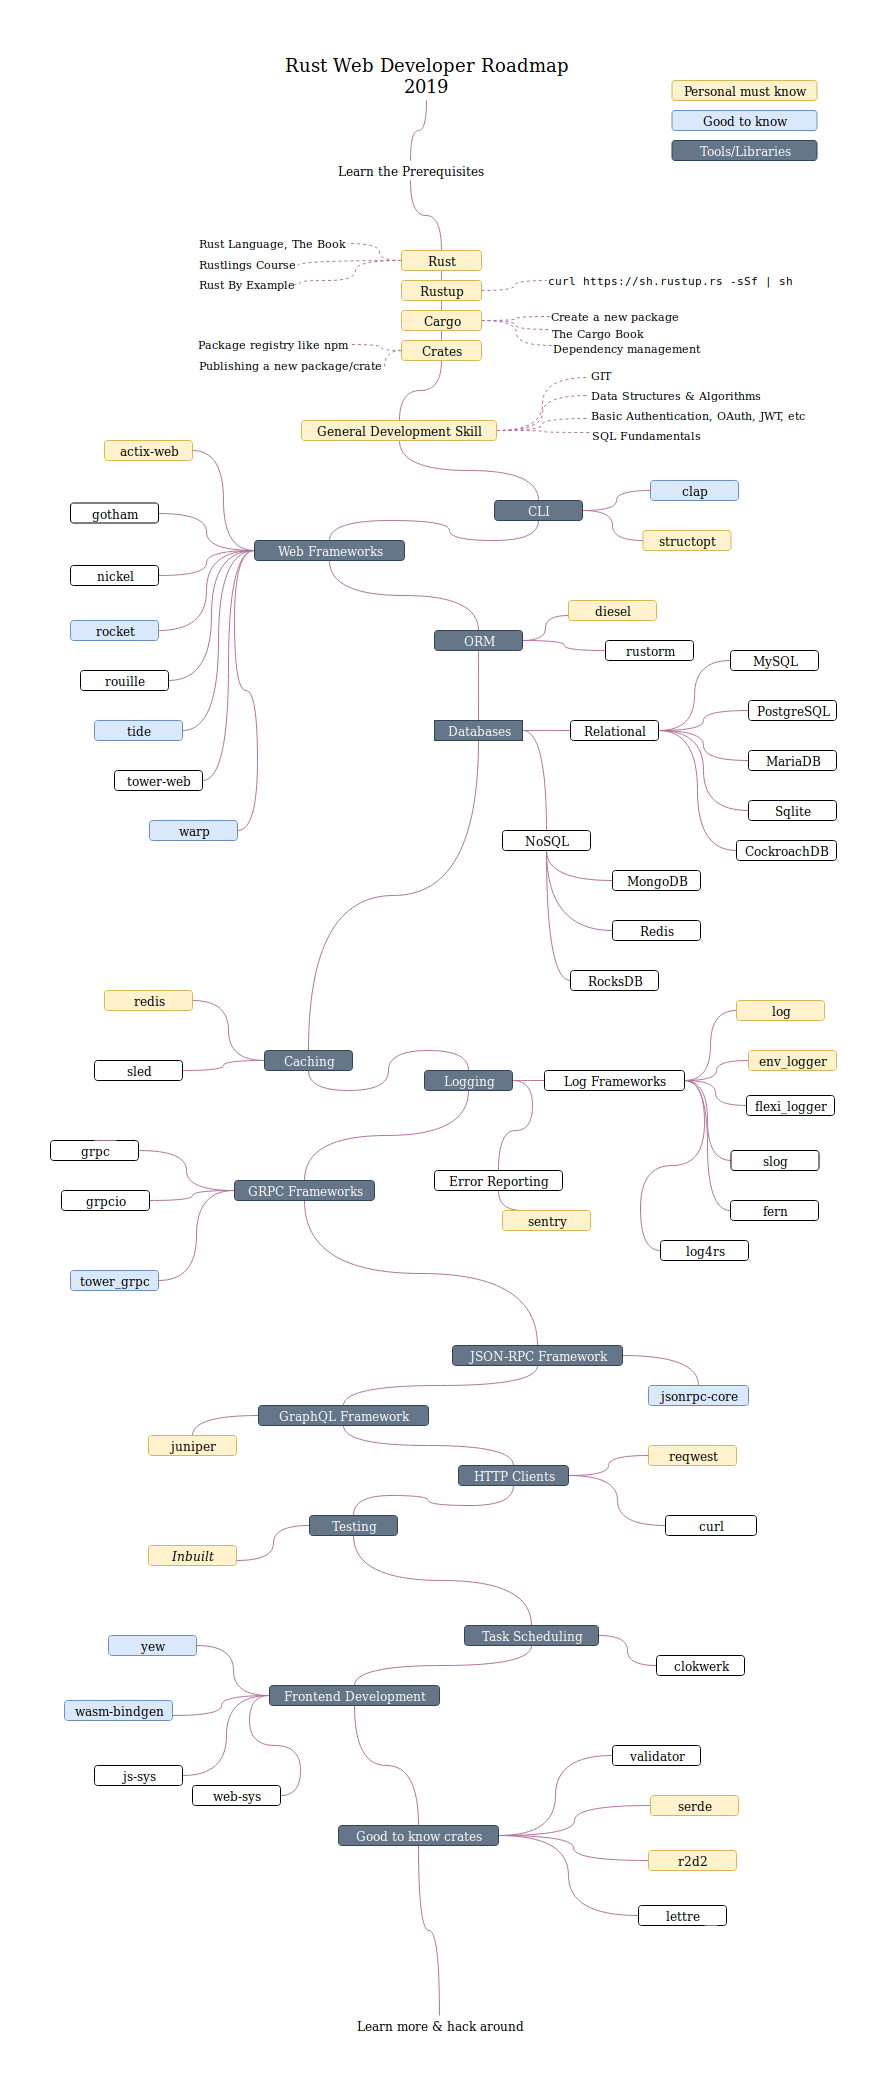 Rust Web Developer Roadmap
2019
Personal must know
Good to know
Tools/Libraries
Learn the Prerequisites
Rust Language, The Book
Rustlings Course
Rust By Example
Rust
Rustup
curl https://sh.rustup.rs -sSf | sh
Cargo
Create a new package
The Cargo Book
Dependency management
Package registry like npm
Publishing a new package/crate
Crates
GIT
Data Structures & Algorithms
Basic Authentication, OAuth, JWT, etc
SQL Fundamentals
General Development Skill
actix-web
gotham
nickel
rocket
rouille
tide
tower-web
warp
Web Frameworks
CLI
clap
structopt
ORM
diesel
rustorm
Databases
Relational
MySQL
PostgreSQL
MariaDB
Sqlite
CockroachDB
NoSQL
MongoDB
Redis
RocksDB
redis
sled
Caching
Logging
Log Frameworks
log
env_logger
flexi_logger
slog
fern
log4rs
Error Reporting
sentry
grpc
grpcio
tower_grpc
GRPC Frameworks
JSON-RPC Framework
jsonrpc-core
GraphQL Framework
juniper
HTTP Clients
reqwest
curl
Testing
Inbuilt
Task Scheduling
clokwerk
yew
wasm-bindgen
js-sys
web-sys
Frontend Development
Good to know crates
validator
serde
r2d2
lettre
Learn more & hack around